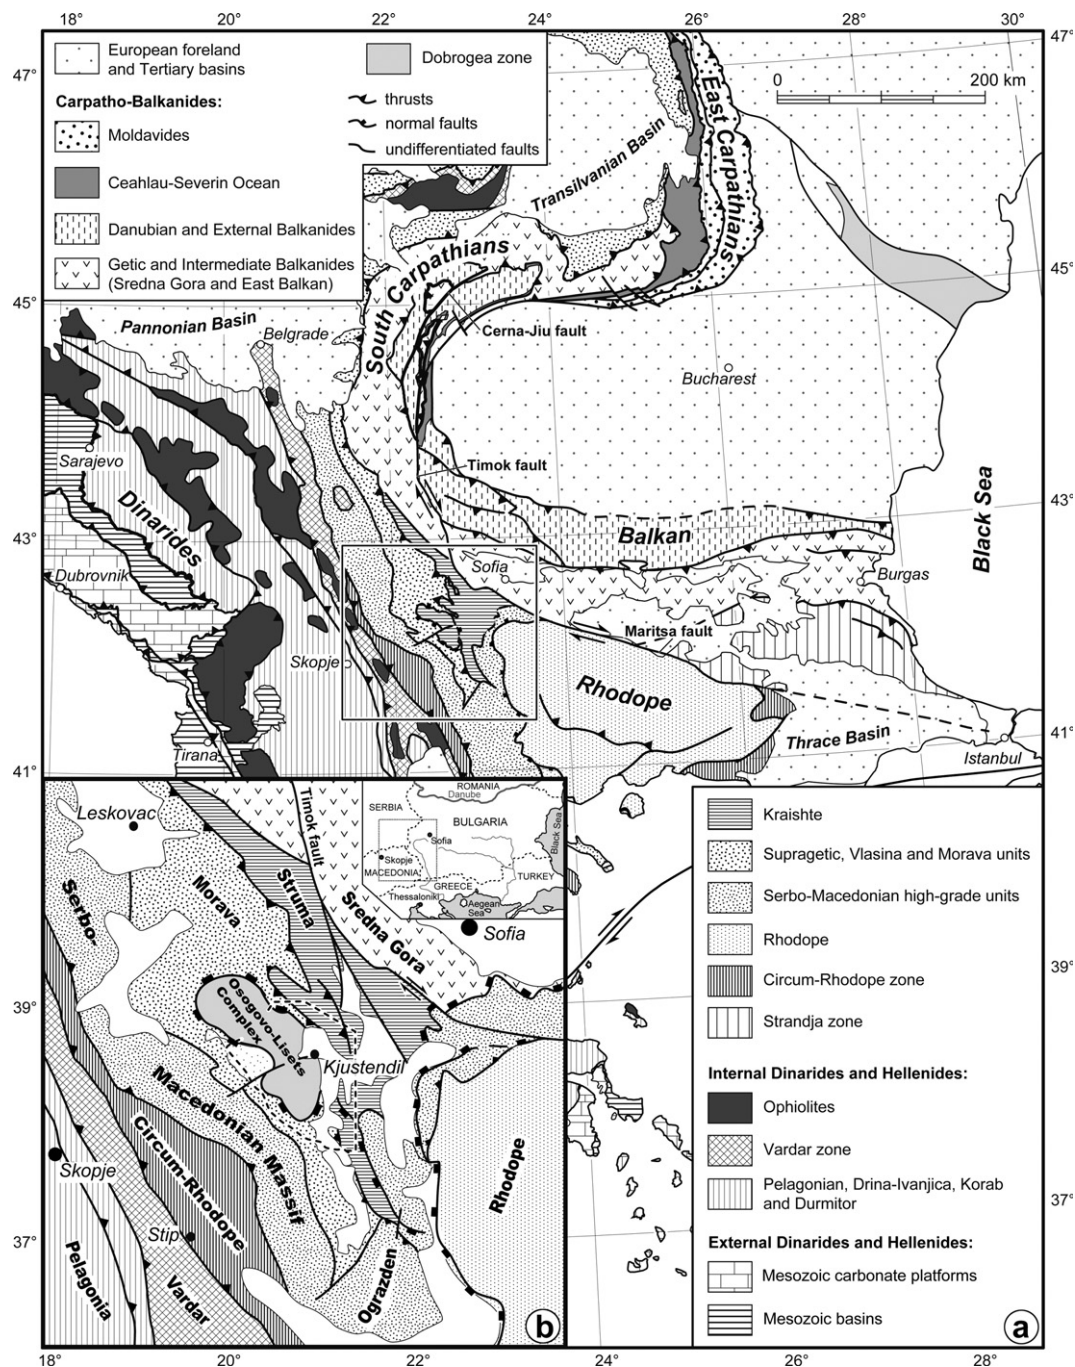 18°
20°
22°
24°
26°
28°
30°
47°
47°
European foreland
and Tertiary basins
Dobrogea zone
0
200 km
Carpatho-Balkanides:
thrusts
normal faults
undifferentiated faults
Moldavides
Ceahlau-Severin Ocean
Danubian and External Balkanides
Getic and Intermediate Balkanides
(Sredna Gora and East Balkan)
East Carpathians
Transilvanian Basin
South Carpathians
45°
45°
Pannonian Basin
Belgrade
Cerna-Jiu fault
Bucharest
Sarajevo
Timok fault
Dinarides
43°
43°
Balkan
Black Sea
Sofia
Burgas
Dubrovnik
Maritsa fault
Skopje
Rhodope
Thrace Basin
Tirana
Istanbul
41°
41°
Leskovac
Timok fault
ROMANIA
Danube
SERBIA
BULGARIA
Sofia
Black Sea
Skopje
MACEDONIA
TURKEY
GREECE
Thessaloniki
Aegean
Sea
Serbo-
Morava
Struma
Sredna Gora
Sofia
Osogovo-Lisets
Complex
Kjustendil
Macedonian Massif
Circum-Rhodope
Skopje
Stip
Pelagonia
Vardar
Ograzden
Rhodope
b
39°
39°
37°
37°
Kraishte
Supragetic, Vlasina and Morava units
Serbo-Macedonian high-grade units
Rhodope
Circum-Rhodope zone
Strandja zone
Internal Dinarides and Hellenides:
Ophiolites
Vardar zone
Pelagonian, Drina-Ivanjica, Korab
and Durmitor
External Dinarides and Hellenides:
Mesozoic carbonate platforms
Mesozoic basins
a
18°
20°
22°
24°
26°
28°